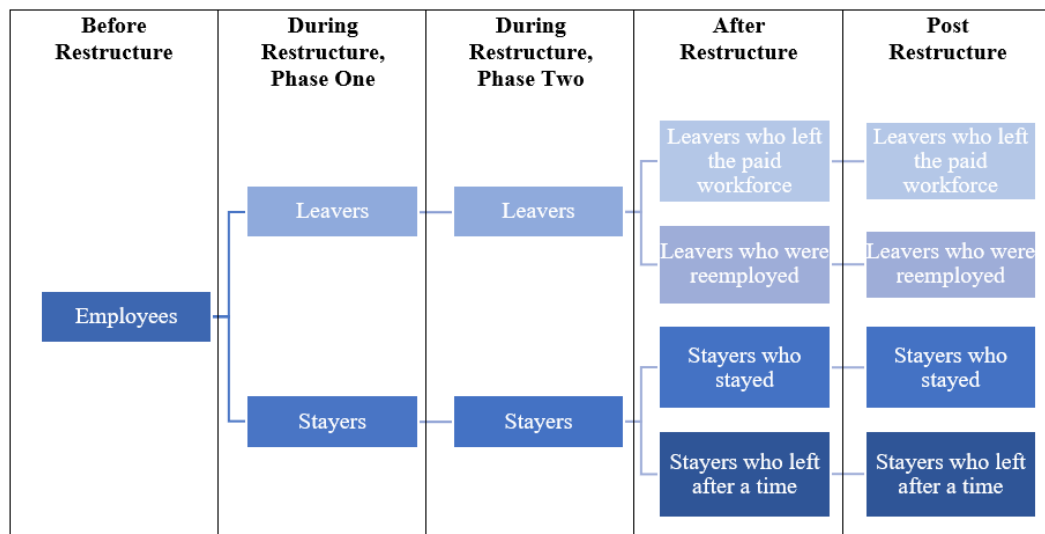 Before
Restructure
During
Restructure,
Phase One
During
Restructure,
Phase Two
After
Restructure
Post
Restructure
Employees
Leavers
Stayers
Leavers
Stayers
Leavers who left
the paid
workforce
Leavers who were
reemployed
Stayers who
stayed
Stayers who left
after a time
Leavers who left
the paid
workforce
Leavers who were
reemployed
Stayers who
stayed
Stayers who left
after a time